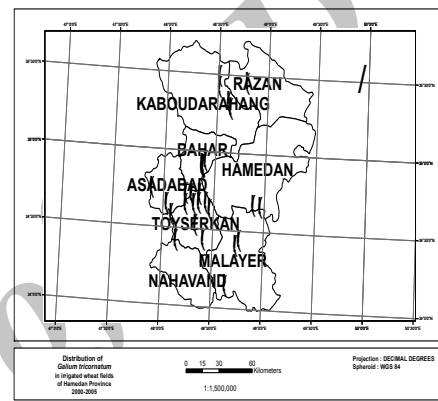 RAZAN
KABOUDARAHANG
BAHAR
HAMEDAN
ASADABAD
TOYSERKAN
MALAYER
NAHAVAND
Distribution of
Galium tricornatum
in irrigated wheat fields
of Hamedan Province
2000-2005
0 15 30 60
Kilometers
1:1,500,000
Projection : DECIMAL DEGREES
Spheroid : WGS 84